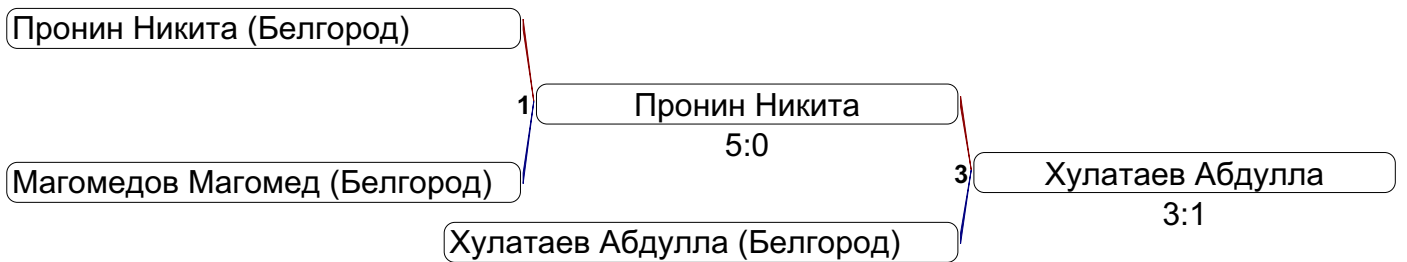 Пронин Никита (Белгород)
1
Пронин Никита
5:0
Магомедов Магомед (Белгород)
3
Хулатаев Абдулла
3:1
Хулатаев Абдулла (Белгород)